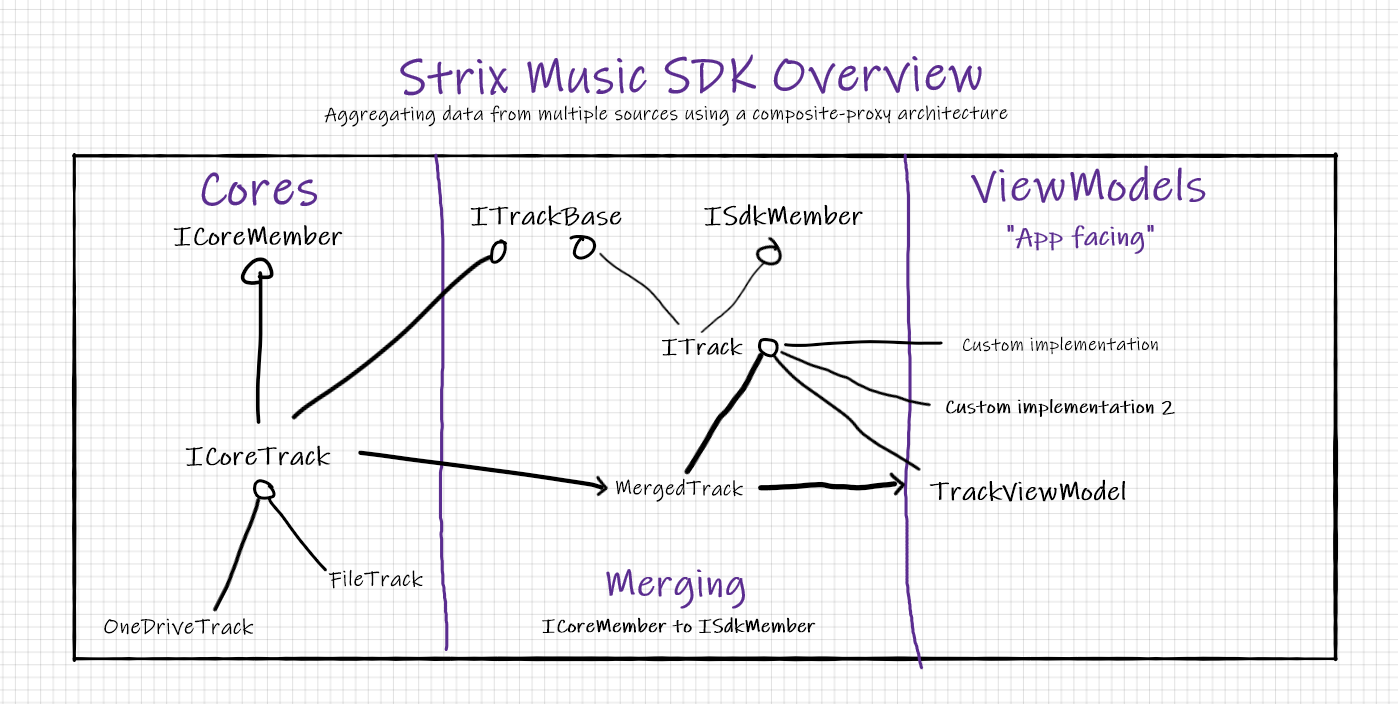 Strix Music SDK Overview
Aggregating data from multiple sources using a composite-proxy architecture
Cores
ICoreMember
ICoreTrack
FileTrack
OneDriveTrack
ITrackBase
ISdkMember
ITrack
MergedTrack
Merging
ICoreMember to ISdkMember
ViewModels
"App facing"
Custom implementation
Custom implementation 2
TrackViewModel